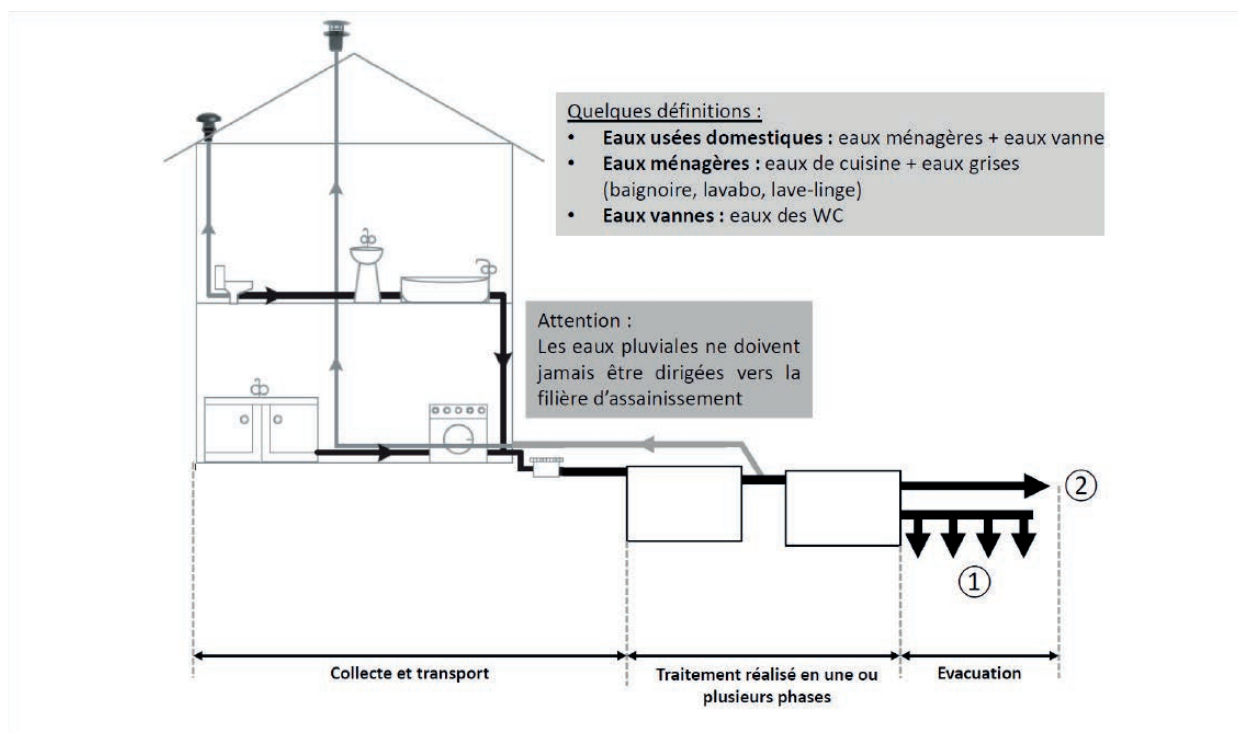 Quelques définitions :
• Eaux usées domestiques : eaux ménagères + eaux vanne
• Eaux ménagères : eaux de cuisine + eaux grises
(baignoire, lavabo, lave-linge)
• Eaux vannes : eaux des WC
Attention :
Les eaux pluviales ne doivent
jamais être dirigées vers la
filière d'assainissement
2
1
Collecte et transport
Traitement réalisé en une ou
plusieurs phases
Evacuation